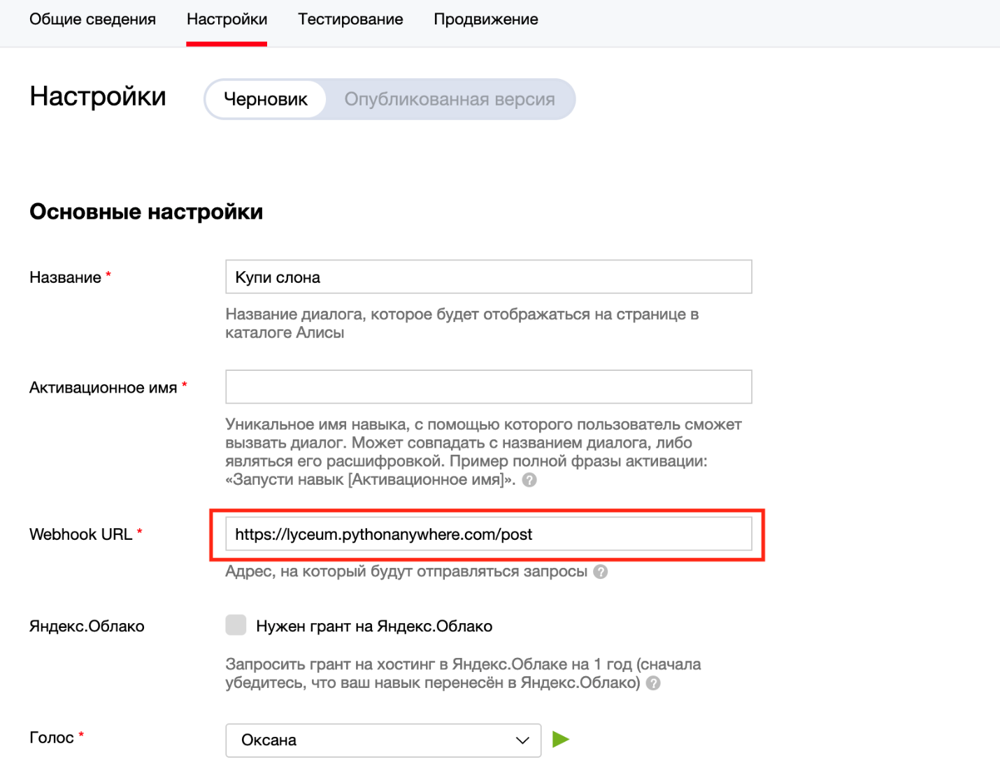 Общие сведения Настройки Тестирование Продвижение
Настройки Черновик Опубликованная версия
Основные настройки
Название * Купи слона
Название диалога, которое будет отображаться на странице в
каталоге Алисы
Активационное имя *
Уникальное имя навыка, с помощью которого пользователь сможет
вызвать диалог. Может совпадать с названием диалога, либо
являться его расшифровкой. Пример полной фразы активации:
«Запусти навык [Активационное имя]». ?
Webhook URL * https://lyceum.pythonanywhere.com/post
Адрес, на который будут отправляться запросы ?
Яндекс.Облако Нужен грант на Яндекс.Облако
Запросить грант на хостинг в Яндекс.Облаке на 1 год (сначала
убедитесь, что ваш навык перенесён в Яндекс.Облако) ?
Голос * Оксана